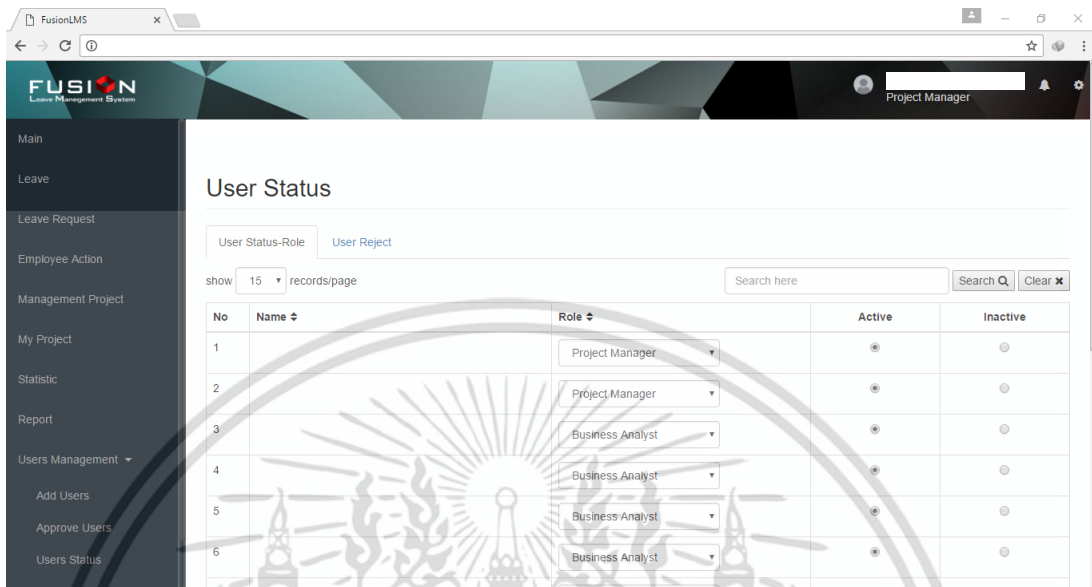 FusionLMS
FUSION
Leave Manegement System
Project Manager
Main
Leave
Leave Request
Employee Action
Management Project
My Project
Statistic
Report
Users Management
Add Users
Approve Users
Users Status
User Status
User Status-Role User Reject
show 15 records/page Search here Search Clear
No Name Role Active Inactive
1 Project Manager
2 Project Manager
3 Business Analyst
4 Business Analyst
5 Business Analyst
6 Business Analyst